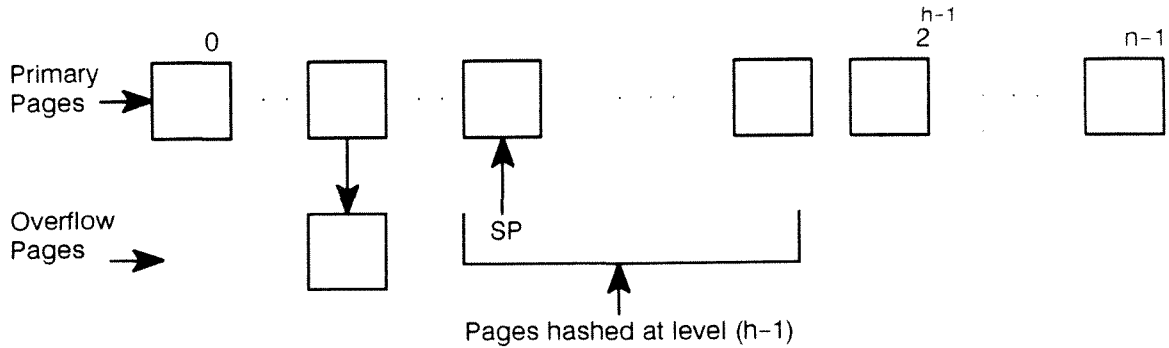 0
h-1
2
n-1
Primary
Pages
Overflow
Pages
SP
Pages hashed at level (h-1)